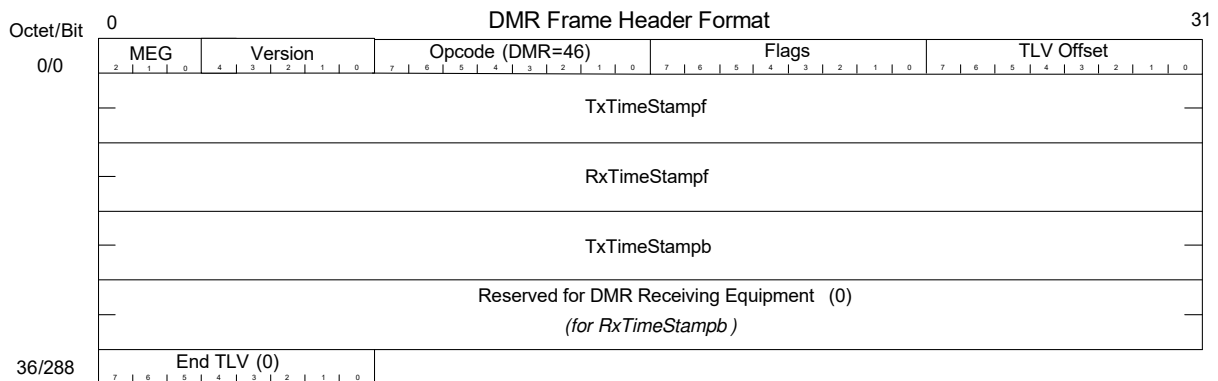 DMR Frame Header Format
Octet/Bit 0 31
MEG Version Opcode (DMR=46) Flags TLV Offset
0/0
2 1 0 4 3 2 1 0 7 6 5 4 3 2 1 0 7 6 5 4 3 2 1 0 7 6 5 4 3 2 1 0
TxTimeStampf
RxTimeStampf
TxTimeStampb
Reserved for DMR Receiving Equipment (0)
(for RxTimeStampb)
End TLV (0)
36/288
7 6 5 4 3 2 1 0